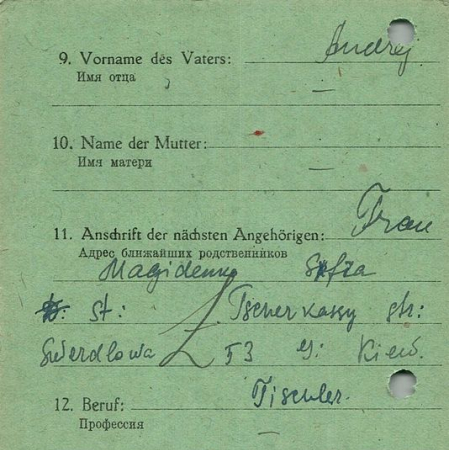 9. Vorname des Vaters: Andrej
Имя отца —
10. Name der Mutter: —
Имя матери
11. Anschrift der nächsten Angehörigen: Frau
Адрес ближайших родственников
Magidenko Sofia
st: Tscherkassy str:
Swerdlowa 53 g: Kiew.
12. Beruf: Tischler.
Профессия —